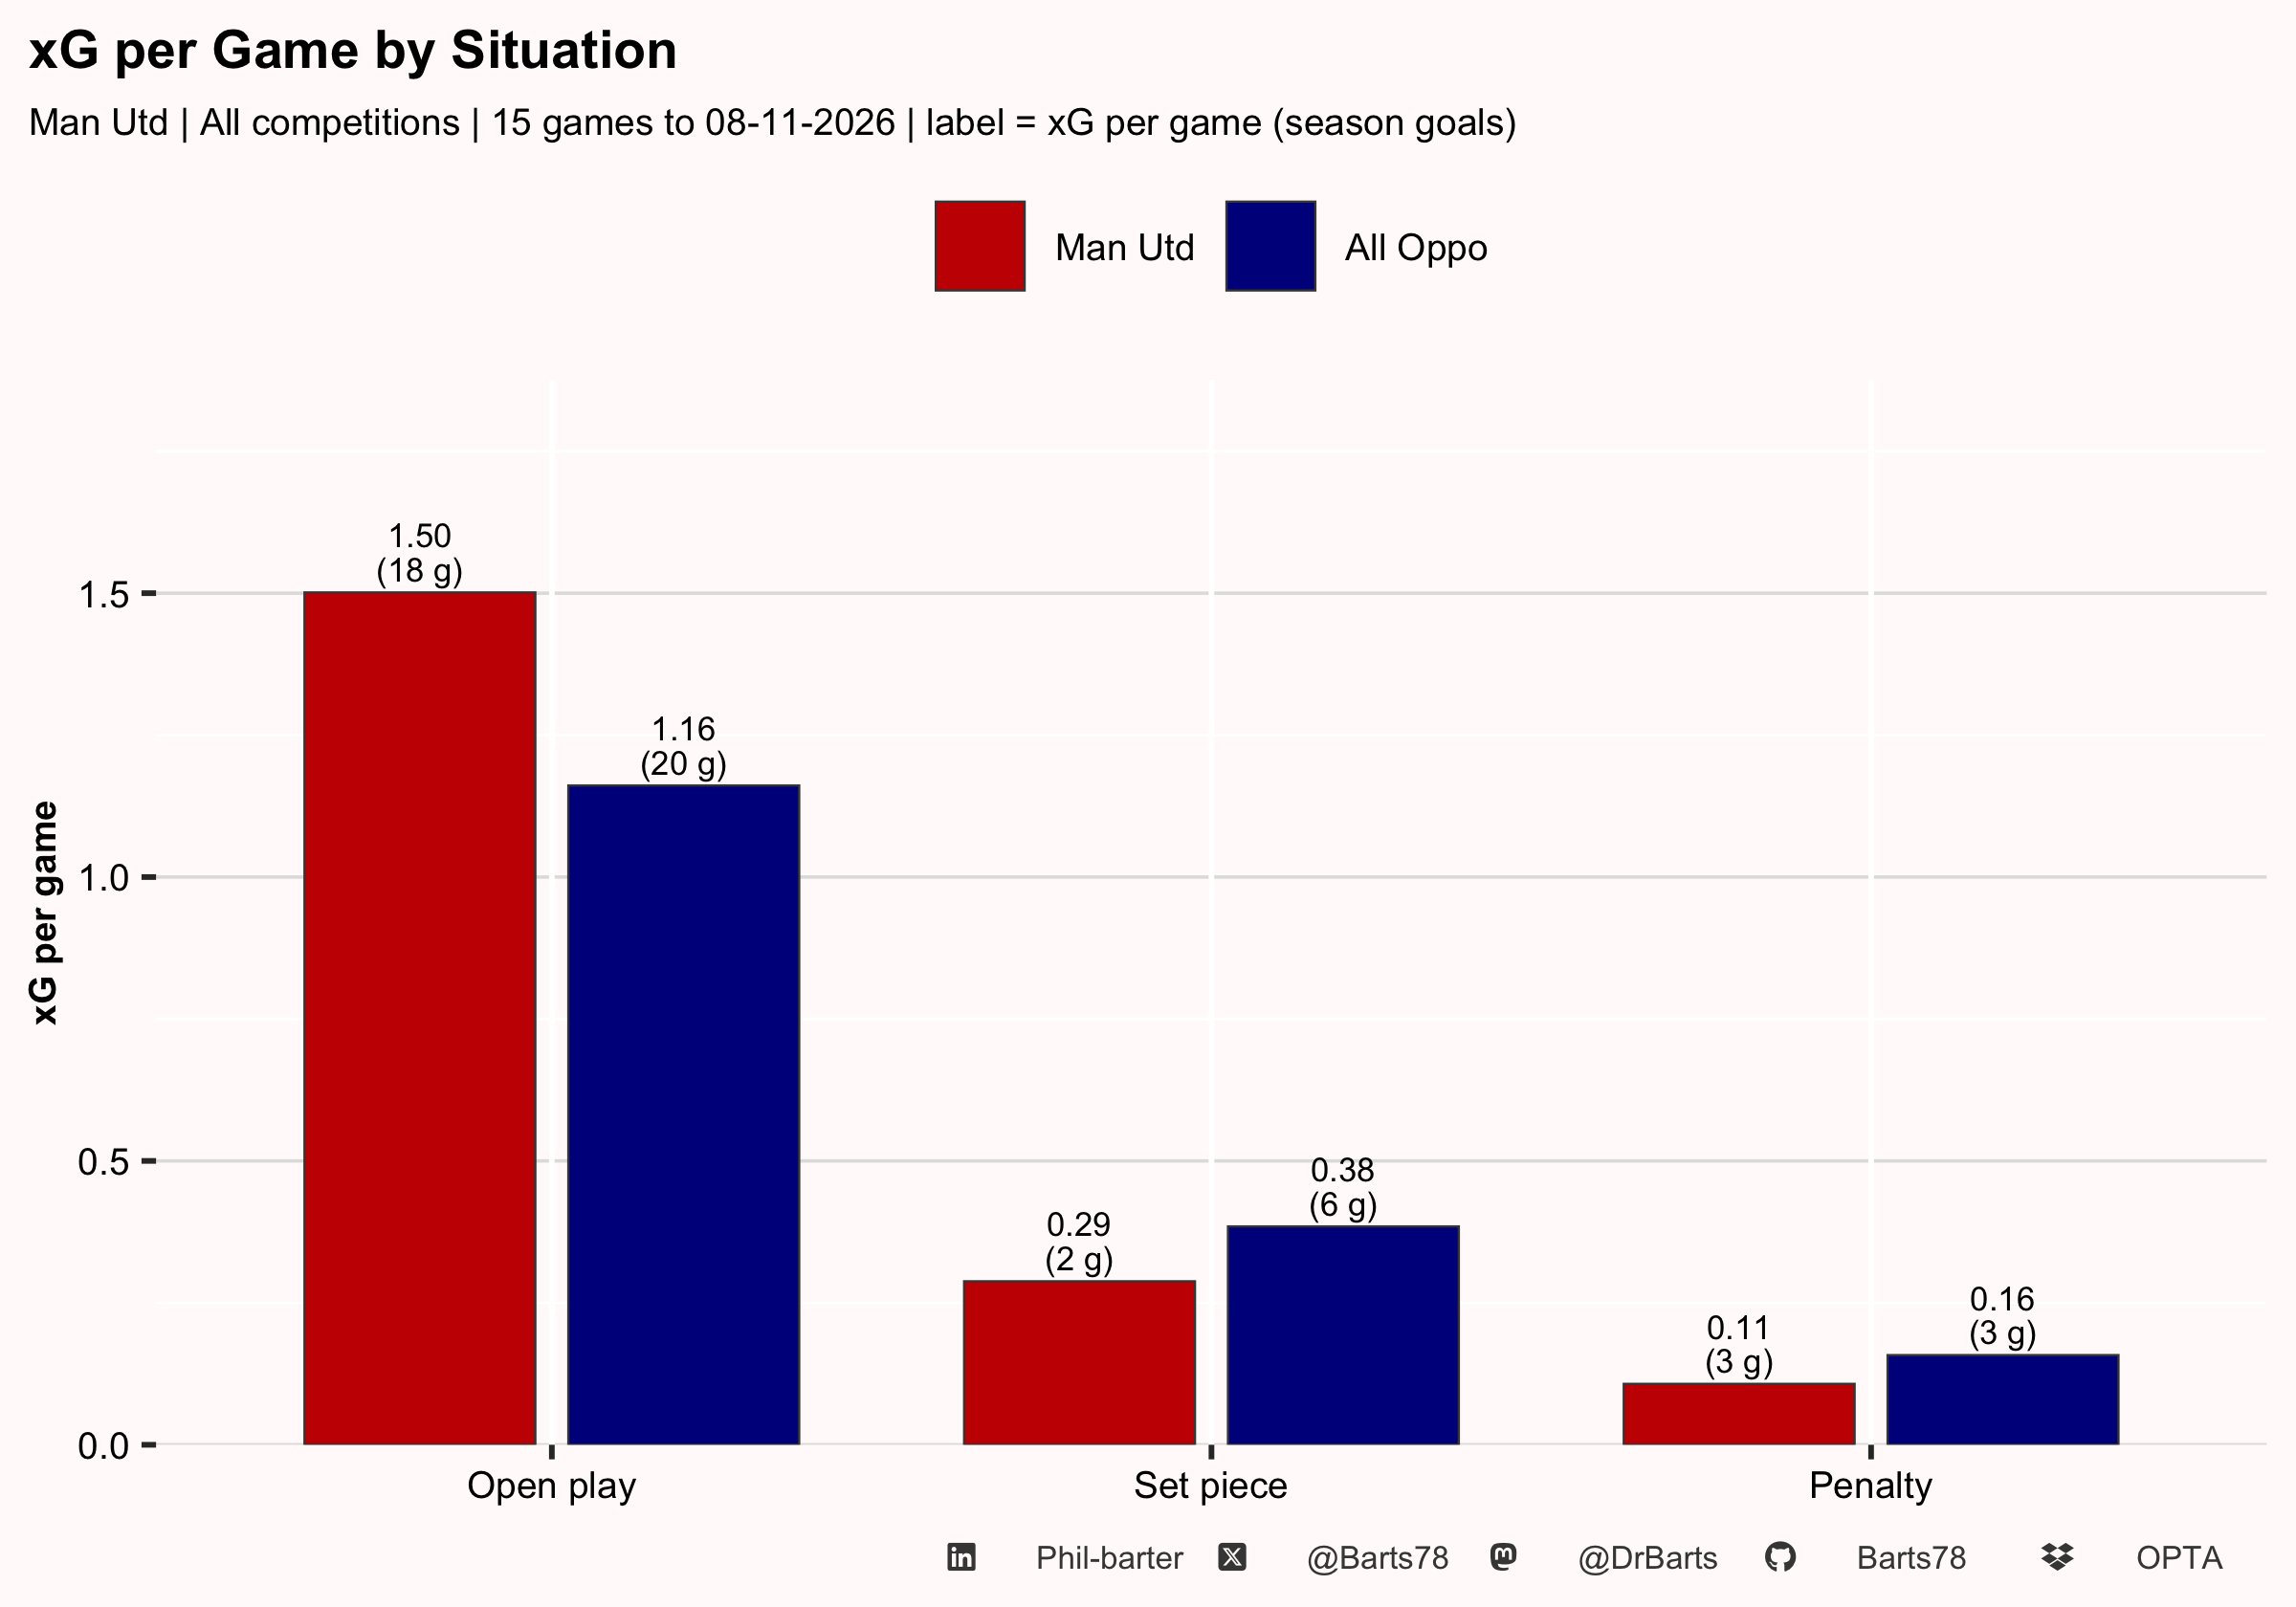 xG per Game by Situation
Man Utd | All competitions | 15 games to 08-11-2026 | label = xG per game (season goals)
Man Utd
All Oppo
xG per game
1.5
1.0
0.5
0.0
1.50
(18 g)
1.16
(20 g)
0.29
(2 g)
0.38
(6 g)
0.11
(3 g)
0.16
(3 g)
Open play
Set piece
Penalty
Phil-barter @Barts78 @DrBarts Barts78 OPTA